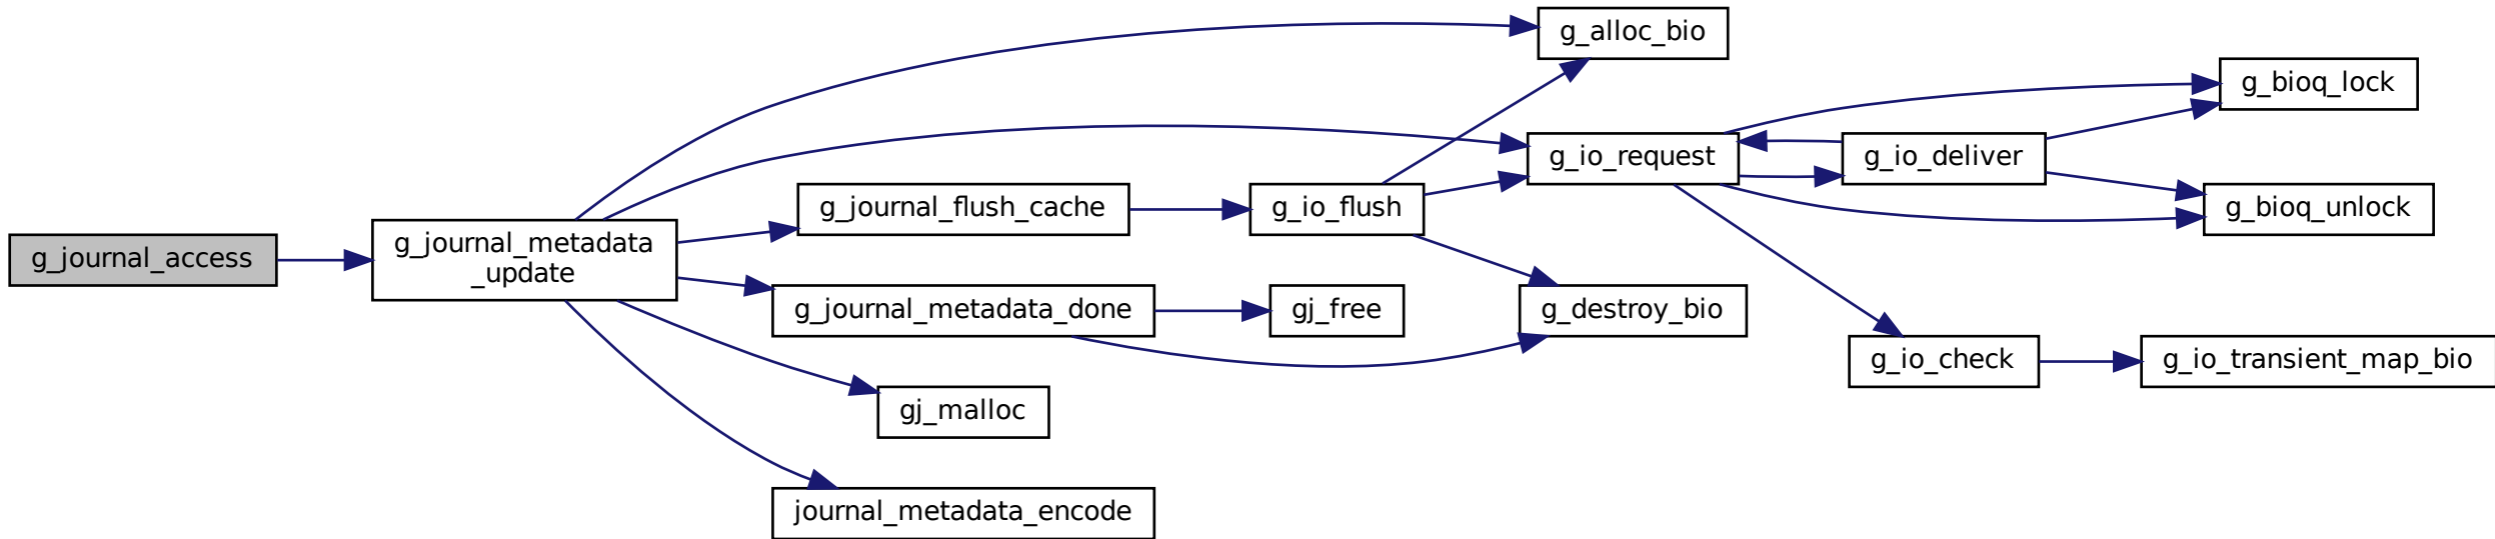 g_alloc_bio
g_bioq_lock
g_io_request
g_io_deliver
g_journal_flush_cache
g_io_flush
g_bioq_unlock
g_journal_access
g_journal_metadata
_update
g_journal_metadata_done
gj_free
g_destroy_bio
g_io_check
g_io_transient_map_bio
gj_malloc
journal_metadata_encode